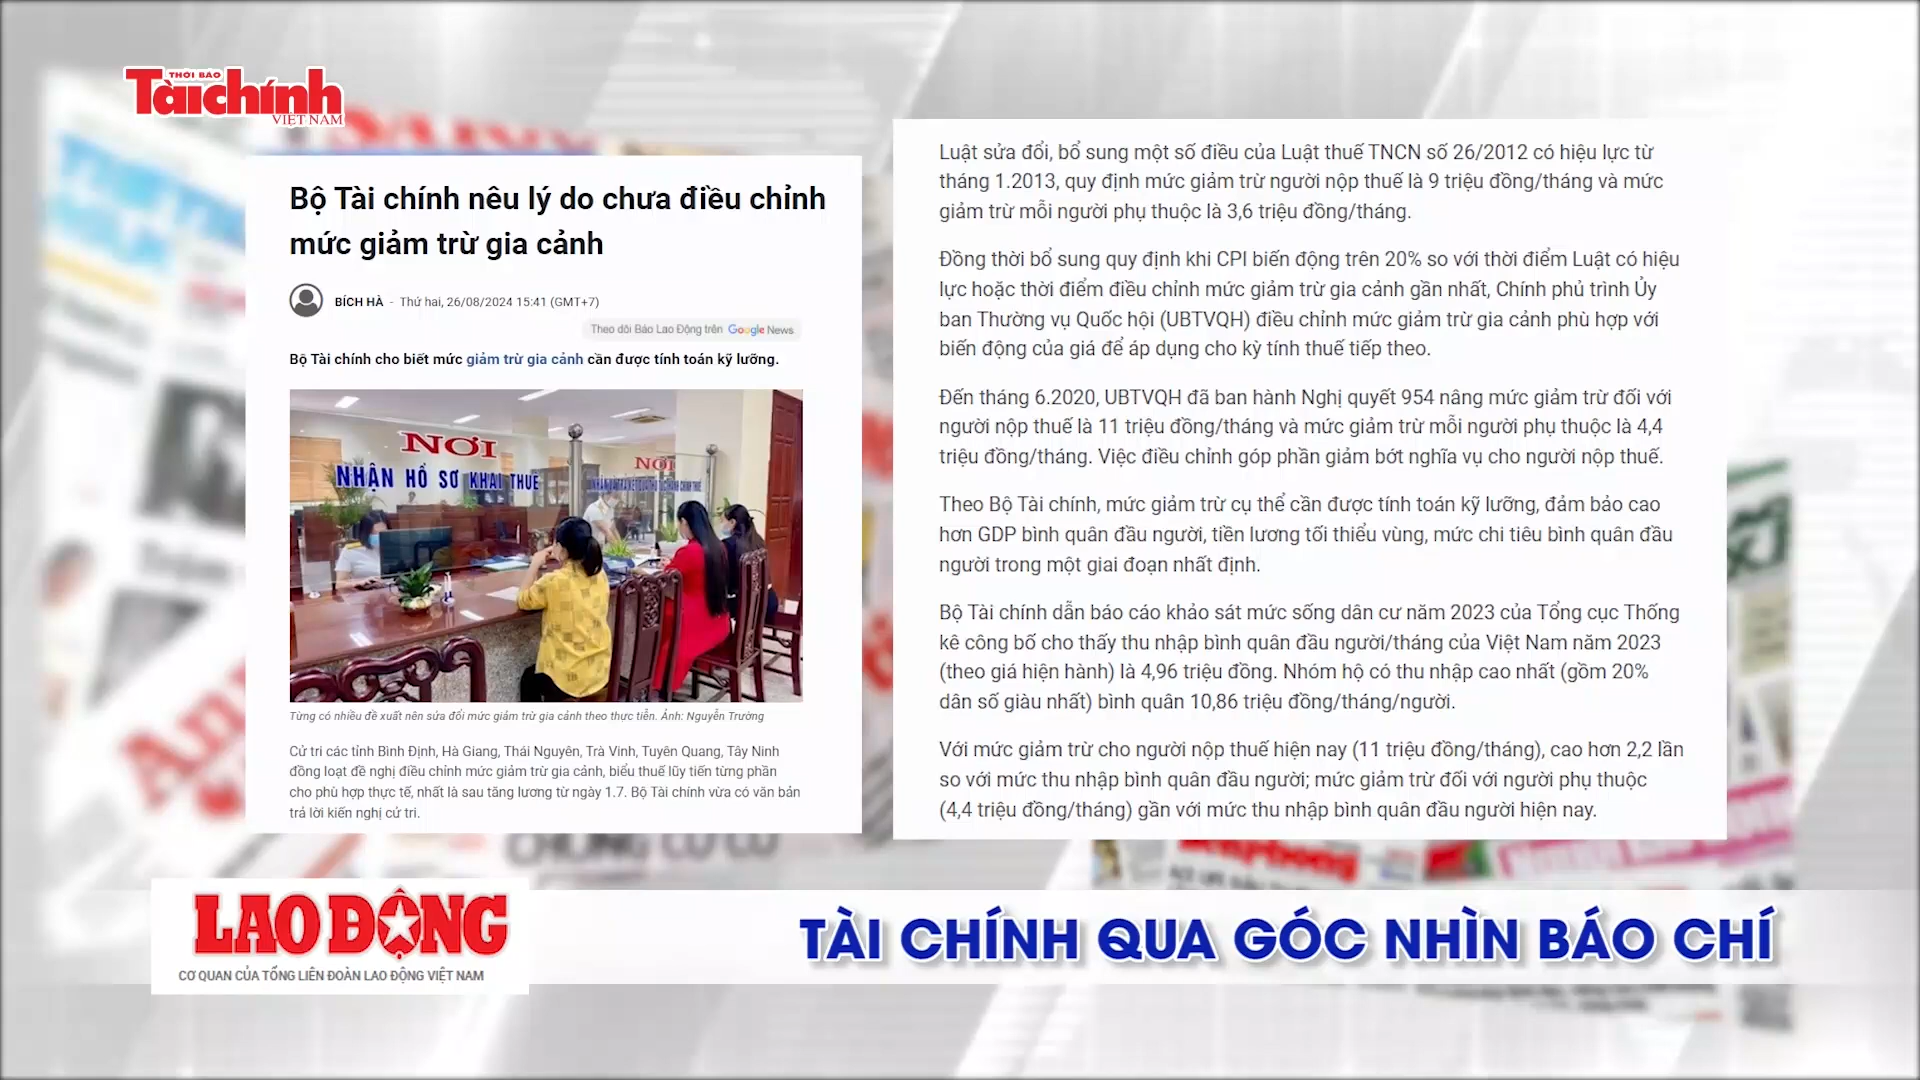 THỜI BÁO
Tàichính
VIỆT NAM
Bộ Tài chính nêu lý do chưa điều chỉnh
mức giảm trừ gia cảnh
BÍCH HÀ - Thứ hai, 26/08/2024 15:41 (GMT+7)
Theo dõi Báo Lao Động trên Google News
Bộ Tài chính cho biết mức giảm trừ gia cảnh cần được tính toán kỹ lưỡng.
NƠI
NHẬN HỒ SƠ KHAI THUẾ
NƠI
Từng có nhiều đề xuất nên sửa đổi mức giảm trừ gia cảnh theo thực tiễn. Ảnh: Nguyễn Trường
Cử tri các tỉnh Bình Định, Hà Giang, Thái Nguyên, Trà Vinh, Tuyên Quang, Tây Ninh
đồng loạt đề nghị điều chỉnh mức giảm trừ gia cảnh, biểu thuế lũy tiến từng phần
cho phù hợp thực tế, nhất là sau tăng lương từ ngày 1.7. Bộ Tài chính vừa có văn bản
trả lời kiến nghị cử tri.
Luật sửa đổi, bổ sung một số điều của Luật thuế TNCN số 26/2012 có hiệu lực từ
tháng 1.2013, quy định mức giảm trừ người nộp thuế là 9 triệu đồng/tháng và mức
giảm trừ mỗi người phụ thuộc là 3,6 triệu đồng/tháng.
Đồng thời bổ sung quy định khi CPI biến động trên 20% so với thời điểm Luật có hiệu
lực hoặc thời điểm điều chỉnh mức giảm trừ gia cảnh gần nhất, Chính phủ trình Ủy
ban Thường vụ Quốc hội (UBTVQH) điều chỉnh mức giảm trừ gia cảnh phù hợp với
biến động của giá để áp dụng cho kỳ tính thuế tiếp theo.
Đến tháng 6.2020, UBTVQH đã ban hành Nghị quyết 954 nâng mức giảm trừ đối với
người nộp thuế là 11 triệu đồng/tháng và mức giảm trừ mỗi người phụ thuộc là 4,4
triệu đồng/tháng. Việc điều chỉnh góp phần giảm bớt nghĩa vụ cho người nộp thuế.
Theo Bộ Tài chính, mức giảm trừ cụ thể cần được tính toán kỹ lưỡng, đảm bảo cao
hơn GDP bình quân đầu người, tiền lương tối thiểu vùng, mức chi tiêu bình quân đầu
người trong một giai đoạn nhất định.
Bộ Tài chính dẫn báo cáo khảo sát mức sống dân cư năm 2023 của Tổng cục Thống
kê công bố cho thấy thu nhập bình quân đầu người/tháng của Việt Nam năm 2023
(theo giá hiện hành) là 4,96 triệu đồng. Nhóm hộ có thu nhập cao nhất (gồm 20%
dân số giàu nhất) bình quân 10,86 triệu đồng/tháng/người.
Với mức giảm trừ cho người nộp thuế hiện nay (11 triệu đồng/tháng), cao hơn 2,2 lần
so với mức thu nhập bình quân đầu người; mức giảm trừ đối với người phụ thuộc
(4,4 triệu đồng/tháng) gần với mức thu nhập bình quân đầu người hiện nay.
LAO ĐỘNG
CƠ QUAN CỦA TỔNG LIÊN ĐOÀN LAO ĐỘNG VIỆT NAM
TÀI CHÍNH QUA GÓC NHÌN BÁO CHÍ